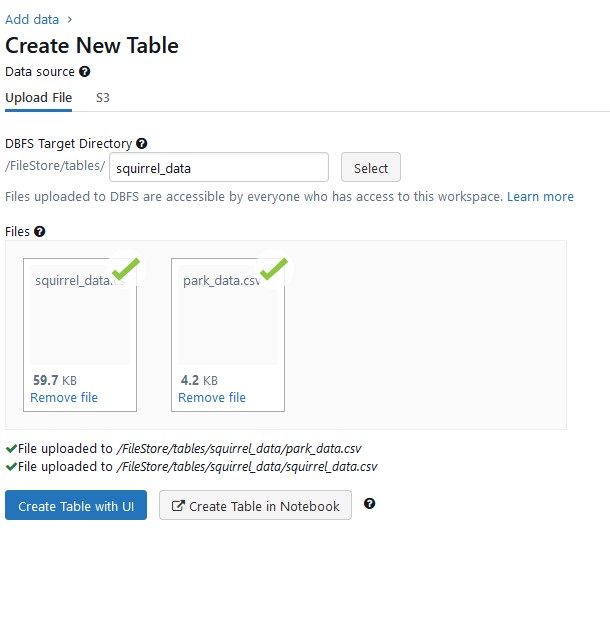 Add data >
Create New Table
Data source ?
Upload File S3
DBFS Target Directory ?
/FileStore/tables/ squirrel_data Select
Files uploaded to DBFS are accessible by everyone who has access to this workspace. Learn more
Files ?
squirrel_data.c park_data.csv
59.7 KB 4.2 KB
Remove file Remove file
File uploaded to /FileStore/tables/squirrel_data/park_data.csv
File uploaded to /FileStore/tables/squirrel_data/squirrel_data.csv
Create Table with UI Create Table in Notebook ?